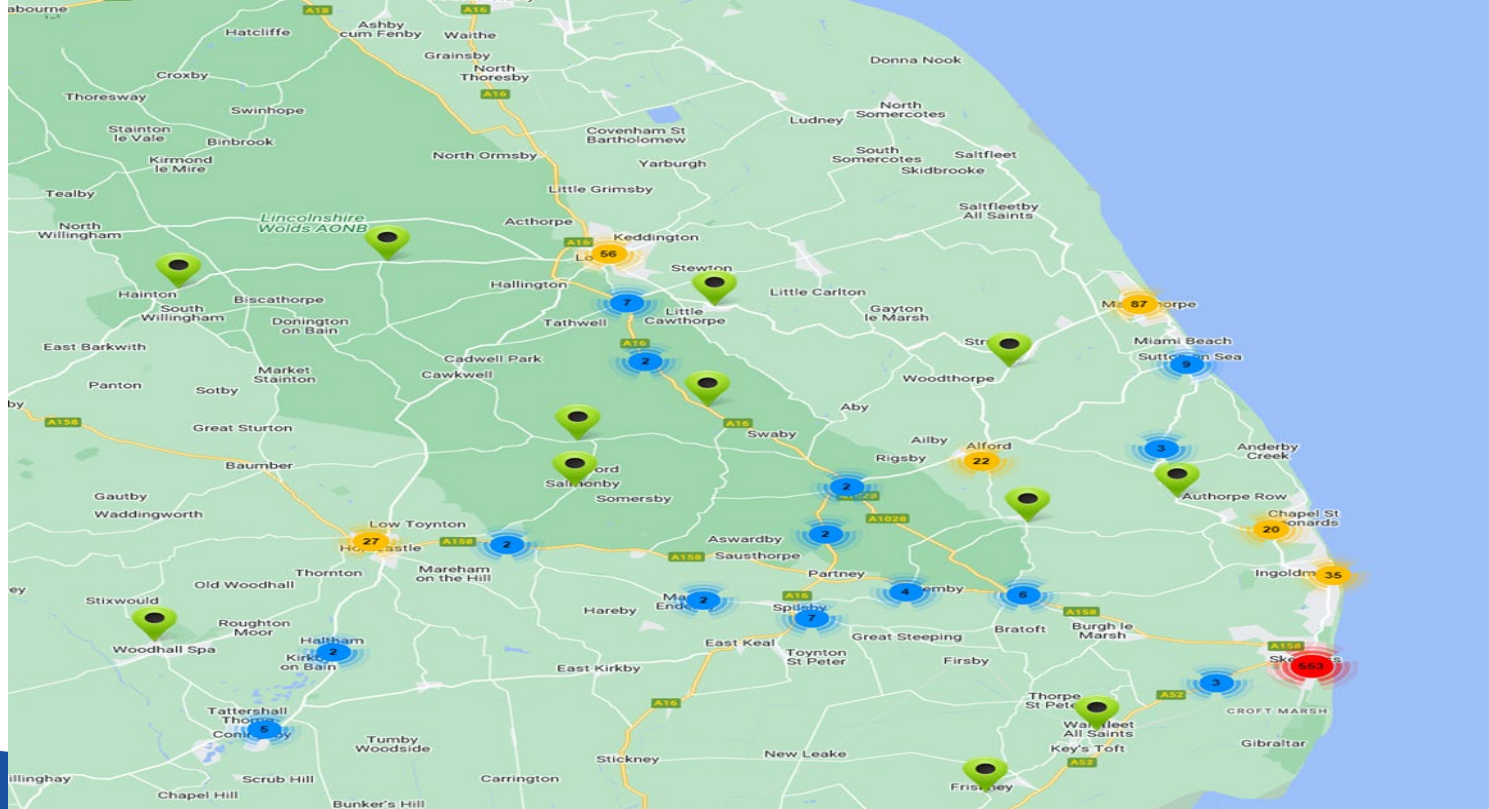 abourne
A18
A16
Hatcliffe
Ashby
cum Fenby
Waithe
Grainsby
North
Thoresby
Croxby
Donna Nook
Thoresway
A16
Swinhope
North
Somercotes
Ludney
Stainton
le Vale
Binbrook
Covenham St
Bartholomew
Kirmond
le Mire
North Ormsby
Yarburgh
South
Somercotes
Saltfleet
Skidbrooke
Tealby
Little Grimsby
Saltfleetby
All Saints
North
Willingham
Lincolnshire
Wolds AONB
Acthorpe
A16
Keddington
56
Stewton
Hainton
Biscathorpe
Hallington
Little Carlton
South
Willingham
7
87
Little
Cawthorpe
Gayton
le Marsh
Donington
on Bain
Tathwell
A16
Miami Beach
East Barkwith
Cadwell Park
2
9
Market
Stainton
Cawkwell
Woodthorpe
Panton
Sotby
by
Aby
A158
A16
Great Sturton
Swaby
Ailby
Alford
3
Anderby
Creek
Baumber
Rigsby
22
Salmonby
Somersby
2
Gautby
Authorpe Row
Waddingworth
A1028
Low Toynton
Chapel St
20
27
A158
2
Aswardby
2
A158
Sausthorpe
Thornton
Mareham
on the Hill
Partney
35
ey
Old Woodhall
4
6
Stixwould
2
A16
Hareby
7
A158
Roughton
Moor
Bratoft
Burgh le
Marsh
Woodhall Spa
Haltham
2
on Bain
East Keal
Great Steeping
A158
Toynton
St Peter
Firsby
553
East Kirkby
3
A16
A52
Thorpe
CROFT MARSH
Tattershall
5
All Saints
Tumby
Woodside
Gibraltar
New Leake
Key's Toft
Stickney
A52
illinghay
Scrub Hill
Carrington
Chapel Hill
Bunker's Hill